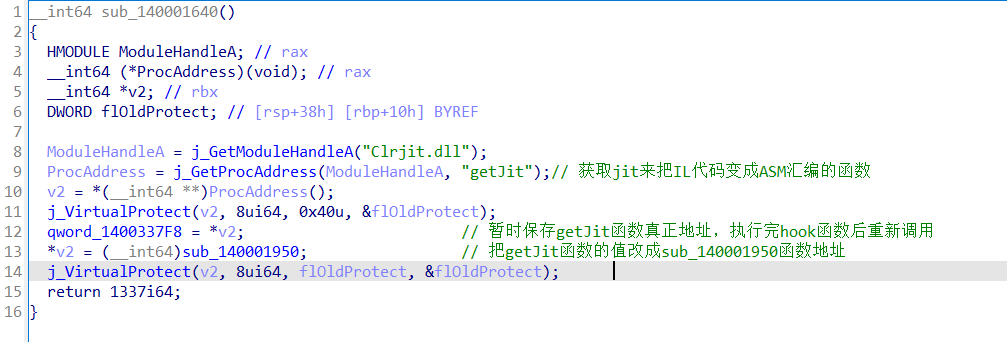 1 __int64 sub_140001640()
2 {
3 HMODULE ModuleHandleA; // rax
4 __int64 (*ProcAddress)(void); // rax
5 __int64 *v2; // rbx
6 DWORD flOldProtect; // [rsp+38h] [rbp+10h] BYREF
7
8 ModuleHandleA = j_GetModuleHandleA("Clrjit.dll");
9 ProcAddress = j_GetProcAddress(ModuleHandleA, "getJit");// 获取jit来把IL代码变成ASM汇编的函数
10 v2 = *(__int64 **)ProcAddress();
11 j_VirtualProtect(v2, 8ui64, 0x40u, &flOldProtect);
12 qword_1400337F8 = *v2; // 暂时保存getJit函数真正地址，执行完hook函数后重新调用
13 *v2 = (__int64)sub_140001950; // 把getJit函数的值改成sub_140001950函数地址
14 j_VirtualProtect(v2, 8ui64, flOldProtect, &flOldProtect);
15 return 1337i64;
16 }